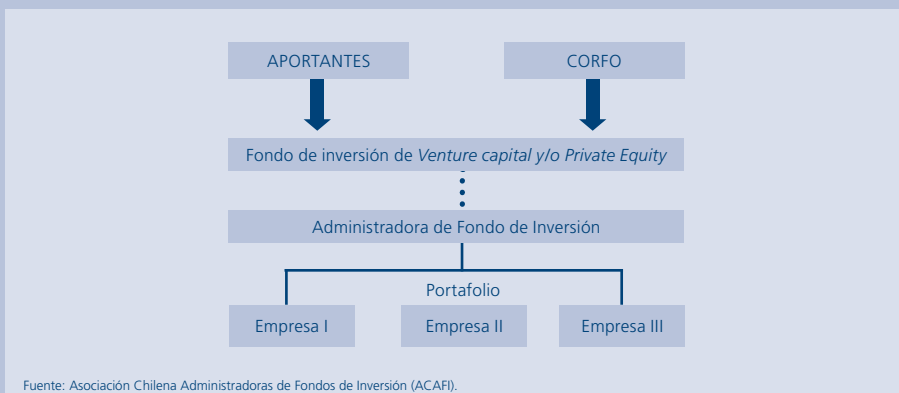 APORTANTES
CORFO
Fondo de inversión de Venture capital y/o Private Equity
Administradora de Fondo de Inversión
Portafolio
Empresa I
Empresa II
Empresa III
Fuente: Asociación Chilena Administradoras de Fondos de Inversión (ACAFI).